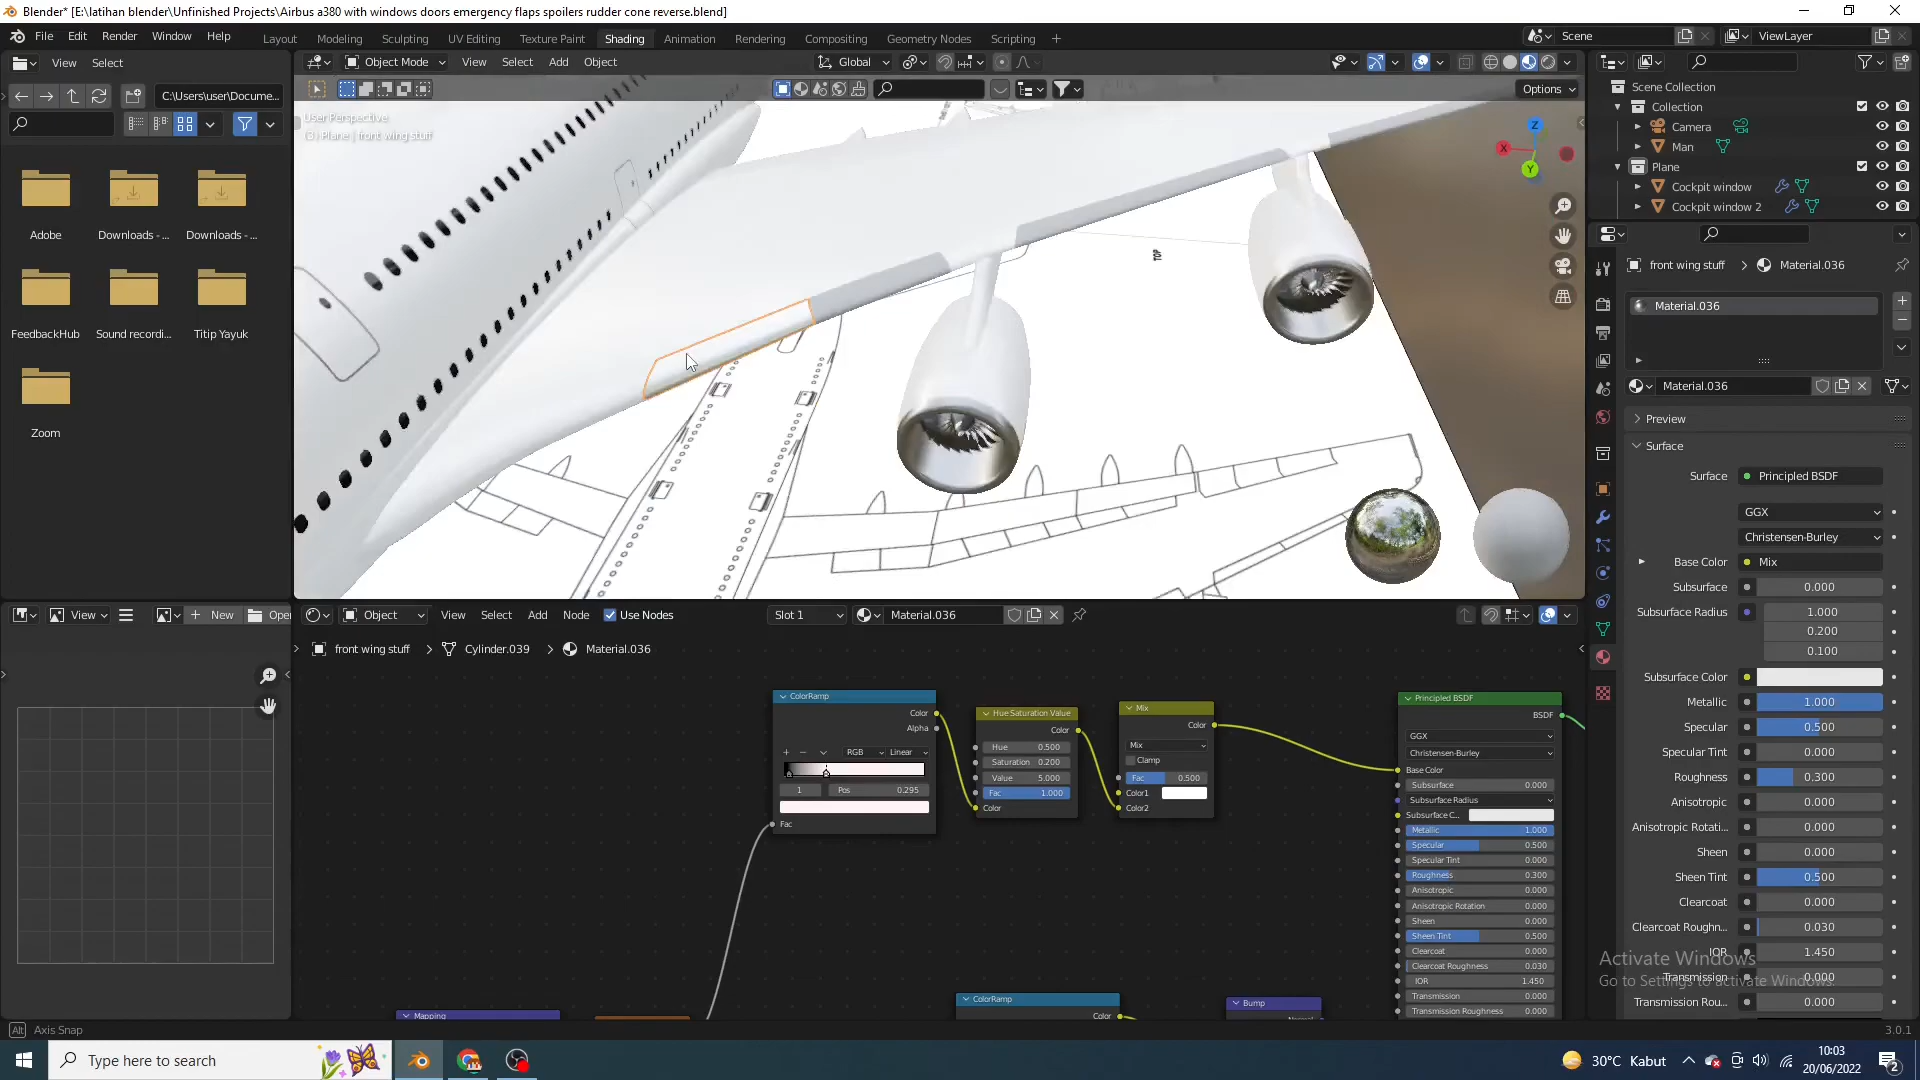 Blender* [E:\latihan blender\Unfinished Projects\Airbus a380 with windows doors emergency flaps spoilers rudder cone reverse.blend]
File Edit Render Window Help
Layout Modeling Sculpting UV Editing Texture Paint Shading Animation Rendering Compositing Geometry Nodes Scripting +
Scene
ViewLayer
View Select
Object Mode View Select Add Object
Global
C:\Users\user\Docume...
Options
User Perspective
(3) Plane | front wing stuff
X Y Z
TOP
Adobe
Downloads - ...
Downloads - ...
FeedbackHub
Sound recordi...
Titip Yayuk
Zoom
Scene Collection
Collection
Camera
Man
Plane
Cockpit window
Cockpit window 2
front wing stuff > Material.036
Material.036
Material.036
Preview
Surface
Surface Principled BSDF
GGX
Christensen-Burley
Base Color Mix
Subsurface 0.000
Subsurface Radius 1.000
0.200
0.100
Subsurface Color
Metallic 1.000
Specular 0.500
Specular Tint 0.000
Roughness 0.300
Anisotropic 0.000
Anisotropic Rotati... 0.000
Sheen 0.000
Sheen Tint 0.500
Clearcoat 0.000
Clearcoat Roughn... 0.030
IOR 1.450
Transmission 0.000
Transmission Rou... 0.000
Activate Windows
Go to Settings to activate Windows.
View
+ New
Open
Object View Select Add Node Use Nodes
Slot 1
Material.036
front wing stuff > Cylinder.039 > Material.036
ColorRamp
Color
Alpha
RGB Linear
1 Pos 0.295
Fac
Hue Saturation Value
Color
Hue 0.500
Saturation 0.200
Value 5.000
Fac 1.000
Color
Mix
Color
Mix
Clamp
Fac 0.500
Color1
Color2
Principled BSDF
BSDF
GGX
Christensen-Burley
Base Color
Subsurface 0.000
Subsurface Radius
Subsurface C...
Metallic 1.000
Specular 0.500
Specular Tint 0.000
Roughness 0.300
Anisotropic 0.000
Anisotropic Rotation 0.000
Sheen 0.000
Sheen Tint 0.500
Clearcoat 0.000
Clearcoat Roughness 0.030
IOR 1.450
Transmission 0.000
Transmission Roughness 0.000
Mapping
ColorRamp
Color
Bump
Alt Axis Snap
3.0.1
Type here to search
30°C Kabut
10:03
20/06/2022
2